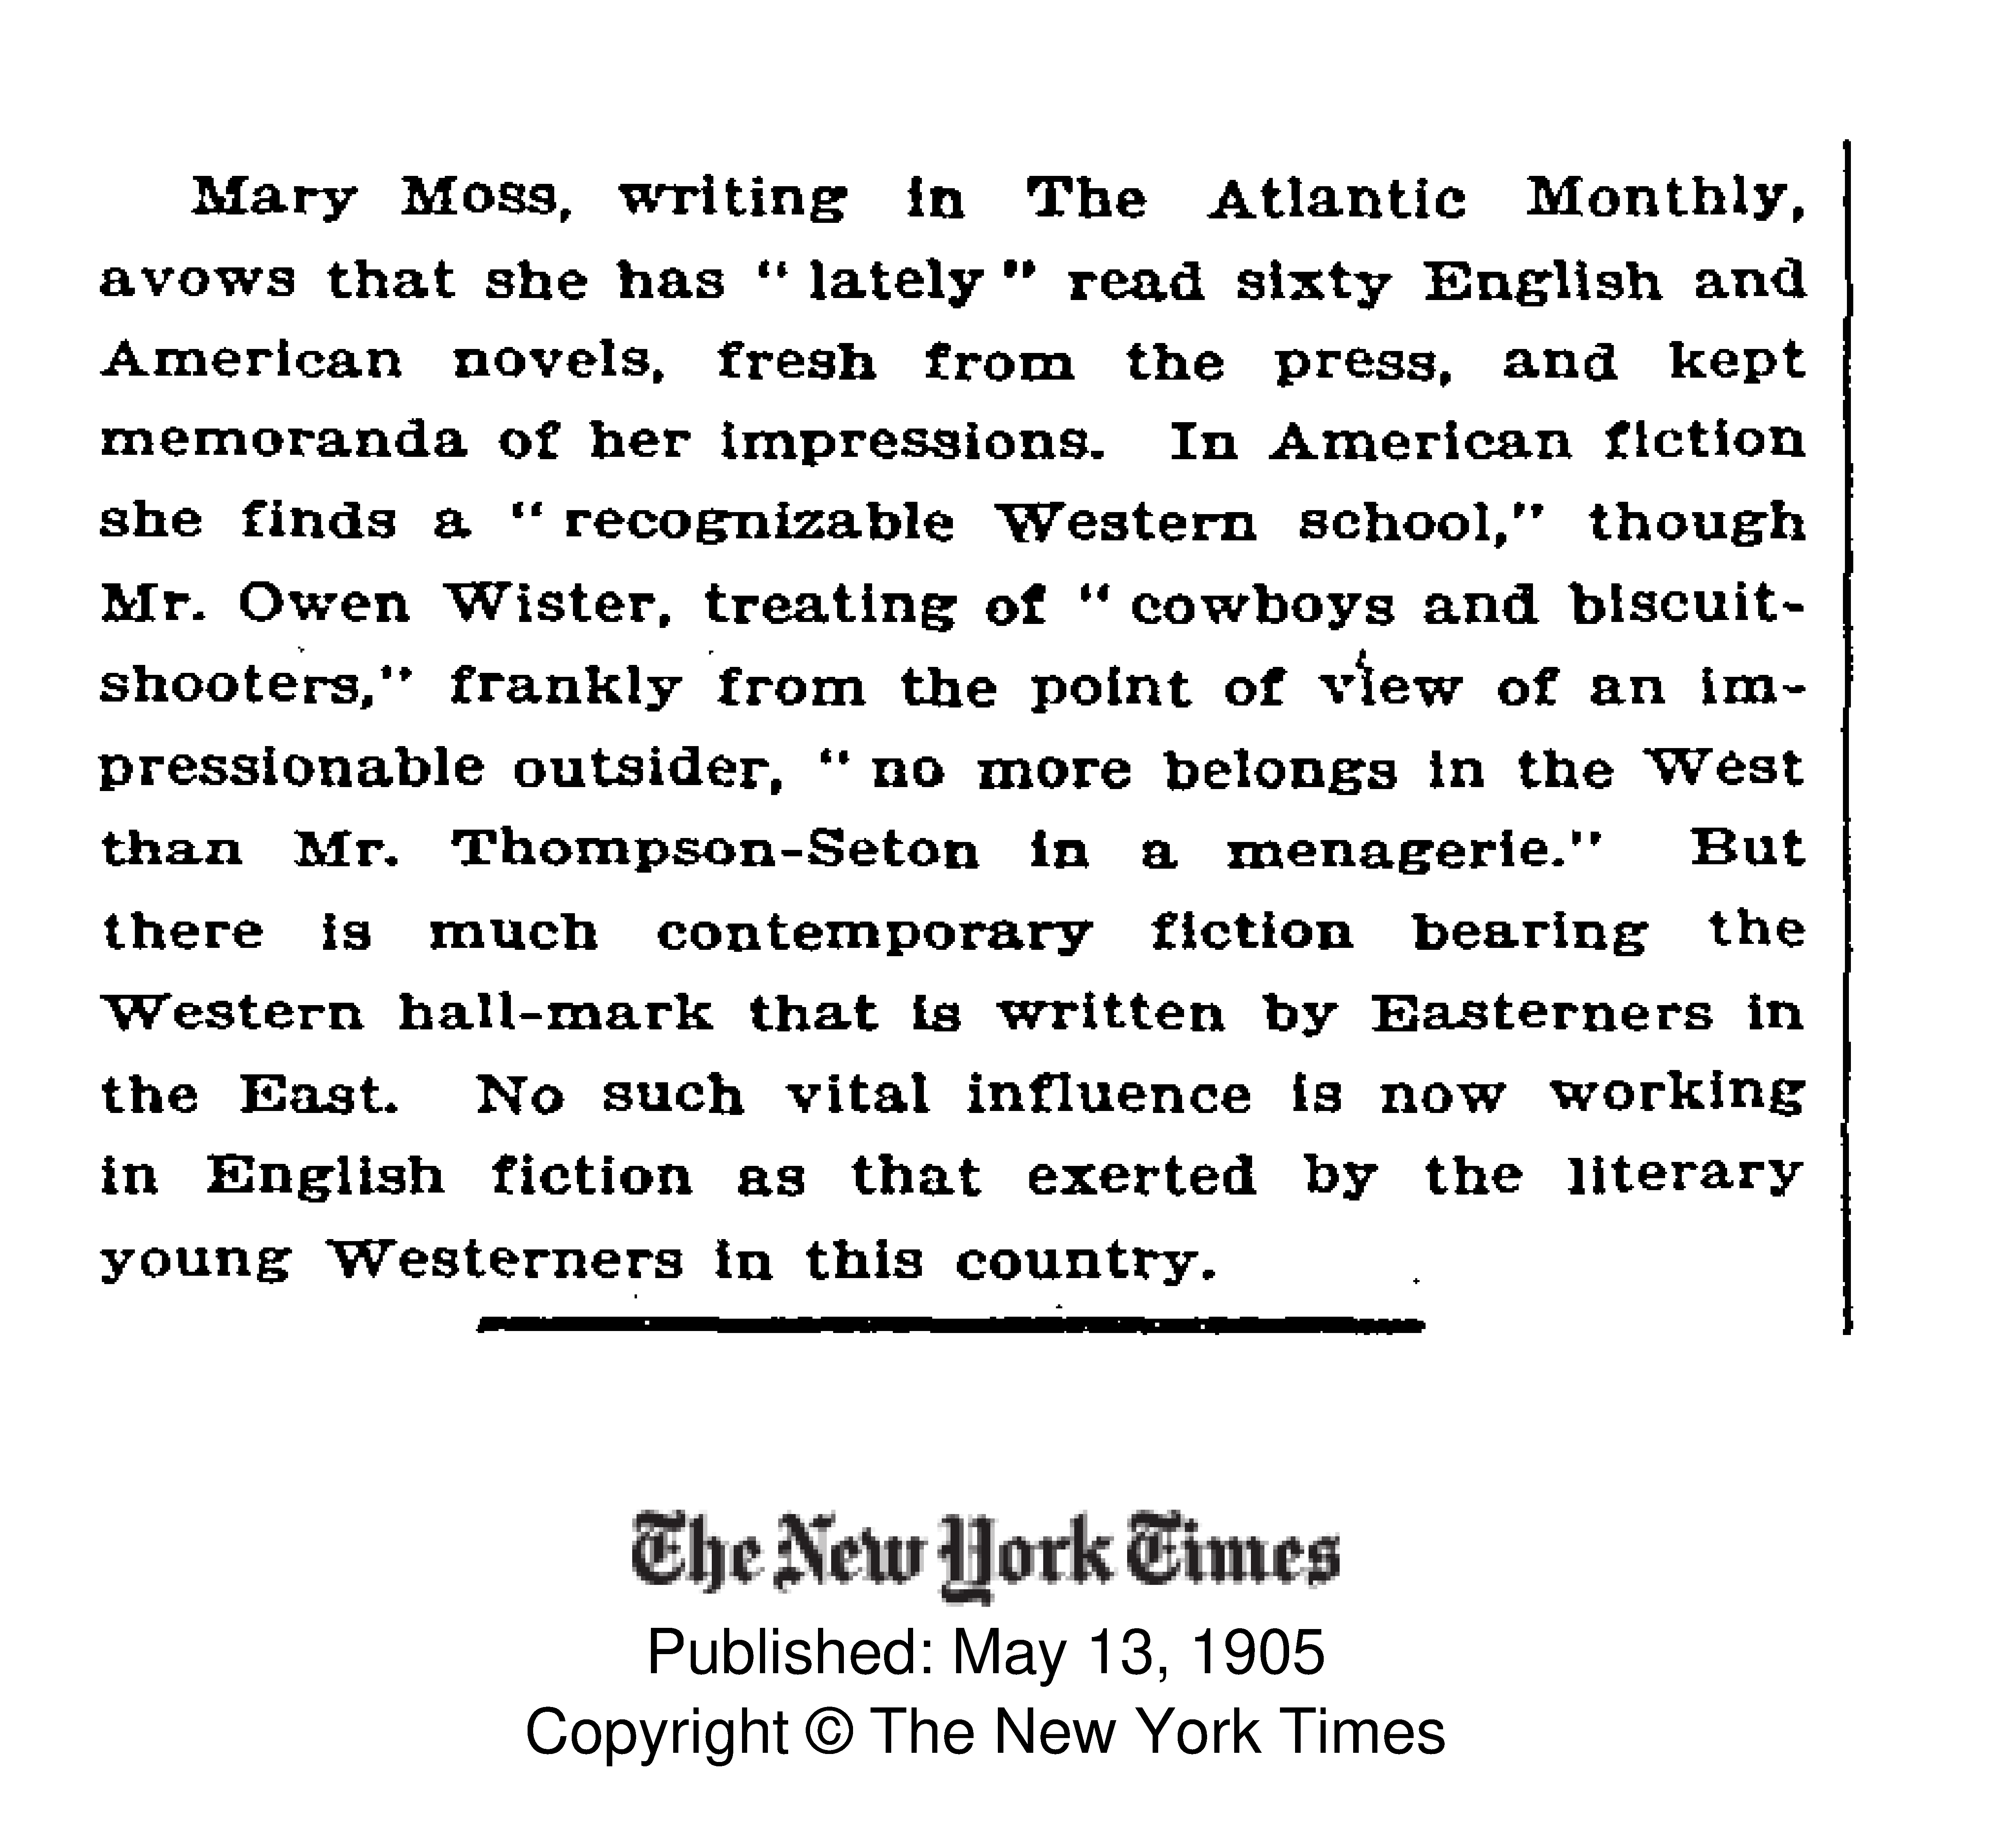 Mary Moss, writing in The Atlantic Monthly,
avows that she has " lately " read sixty English and
American novels, fresh from the press, and kept
memoranda of her impressions. In American fiction
she finds a " recognizable Western school," though
Mr. Owen Wister, treating of " cowboys and biscuit-
shooters," frankly from the point of view of an im-
pressionable outsider, " no more belongs in the West
than Mr. Thompson-Seton in a menagerie." But
there is much contemporary fiction bearing the
Western hall-mark that is written by Easterners in
the East. No such vital influence is now working
in English fiction as that exerted by the literary
young Westerners in this country.
The New York Times
Published: May 13, 1905
Copyright © The New York Times